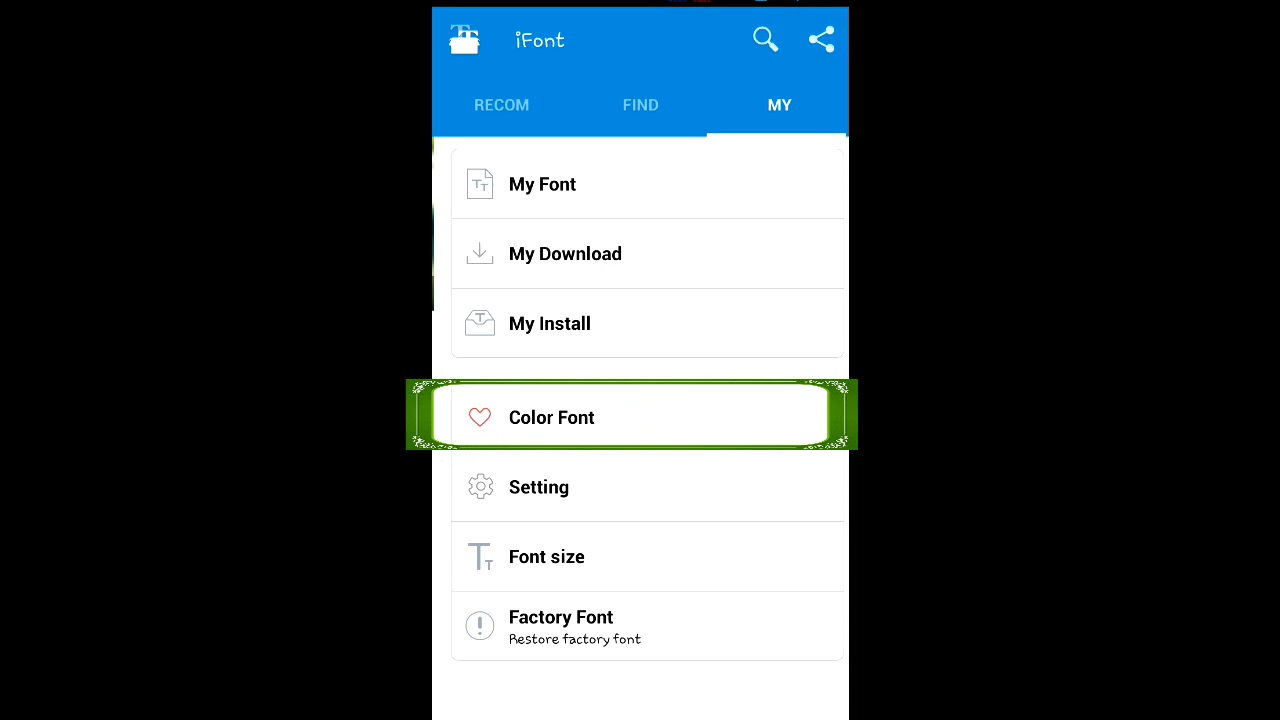 iFont
RECOM FIND MY
My Font
My Download
My Install
Color Font
Setting
Font size
Factory Font
Restore factory font